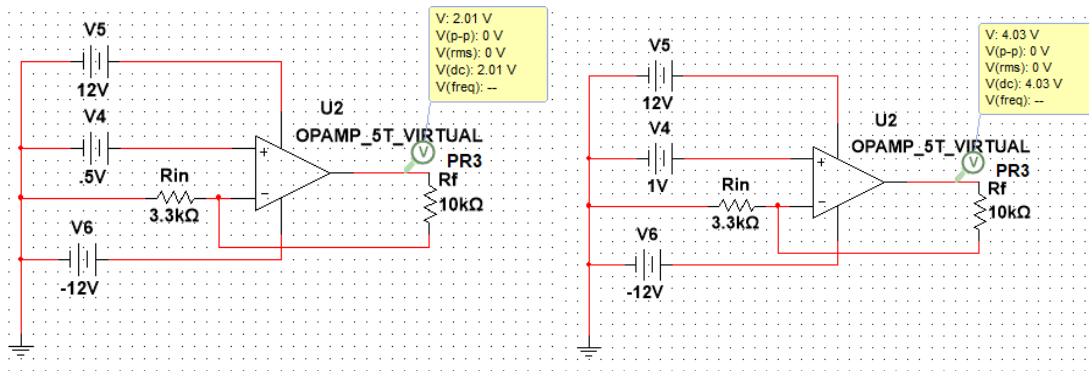 V: 2.01 V
V(p-p): 0 V
V(rms): 0 V
V(dc): 2.01 V
V(freq): --
V5
12V
U2
OPAMP_5T_VIRTUAL
V4
.5V
V
PR3
+
−
Rin
3.3kΩ
Rf
10kΩ
V6
-12V
V: 4.03 V
V(p-p): 0 V
V(rms): 0 V
V(dc): 4.03 V
V(freq): --
V5
12V
U2
OPAMP_5T_VIRTUAL
V4
1V
V
PR3
+
−
Rin
3.3kΩ
Rf
10kΩ
V6
-12V